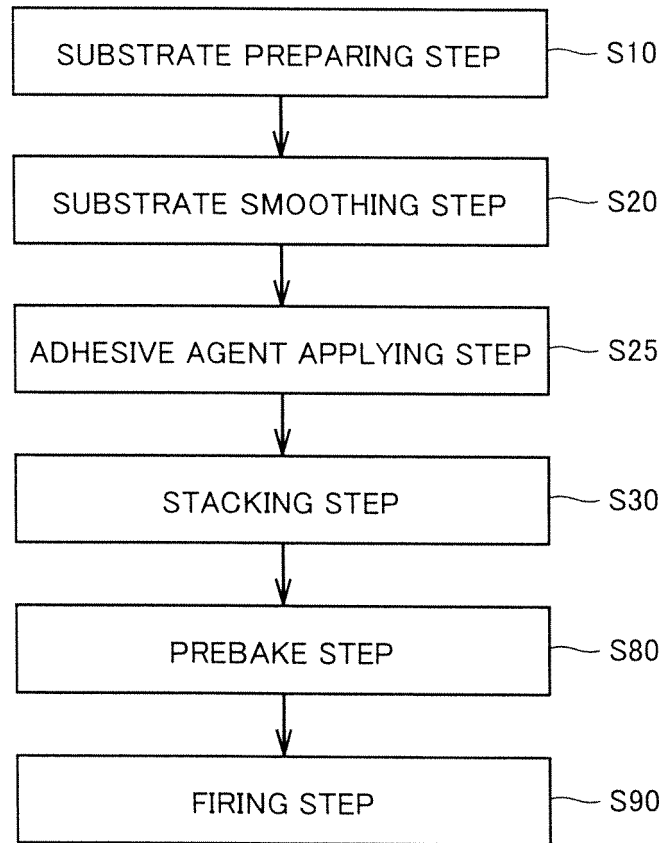 SUBSTRATE PREPARING STEP S10
SUBSTRATE SMOOTHING STEP S20
ADHESIVE AGENT APPLYING STEP S25
STACKING STEP S30
PREBAKE STEP S80
FIRING STEP S90